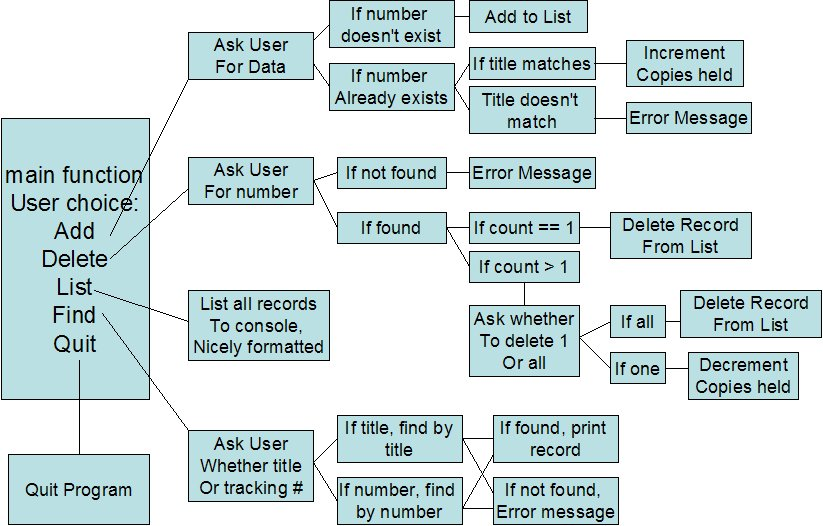 main function
User choice:
Add
Delete
List
Find
Quit
Quit Program
Ask User
For Data
If number
doesn't exist
Add to List
If number
Already exists
If title matches
Increment
Copies held
Title doesn't
match
Error Message
Ask User
For number
If not found
Error Message
If found
If count == 1
Delete Record
From List
If count > 1
Ask whether
To delete 1
Or all
If all
Delete Record
From List
If one
Decrement
Copies held
List all records
To console,
Nicely formatted
Ask User
Whether title
Or tracking #
If title, find by
title
If found, print
record
If number, find
by number
If not found,
Error message